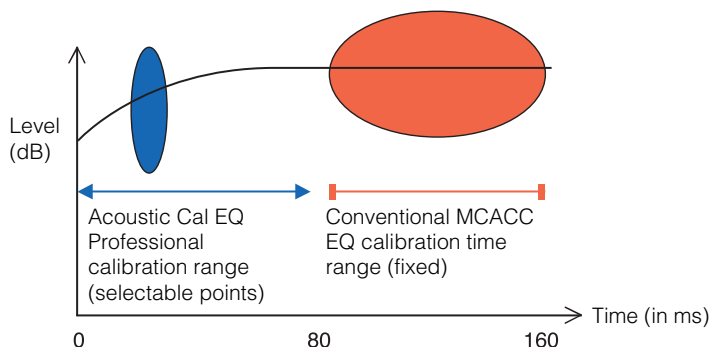 Level
(dB)
Acoustic Cal EQ
Professional
calibration range
(selectable points)
Conventional MCACC
EQ calibration time
range (fixed)
Time (in ms)
0
80
160